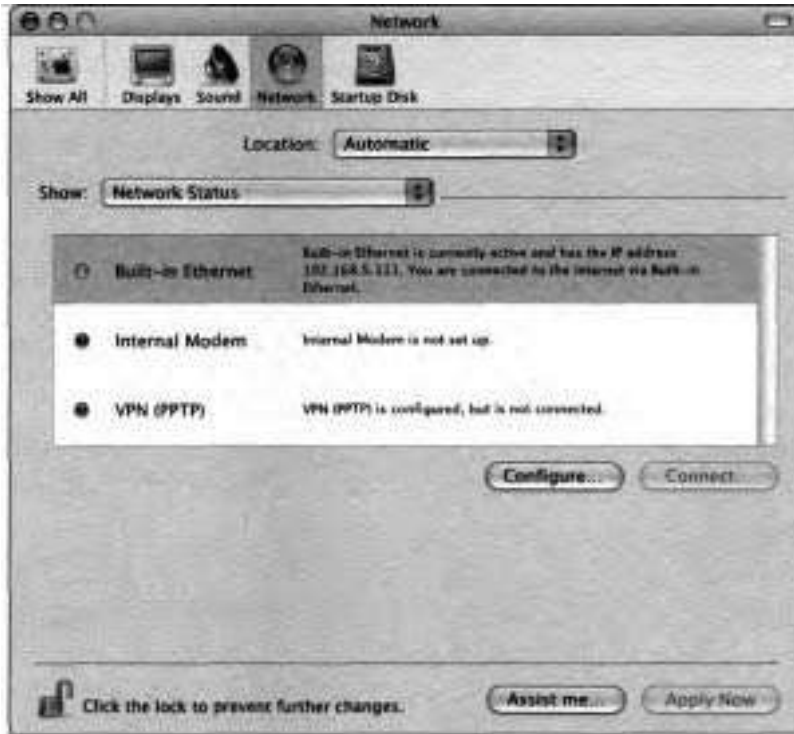 Network
Show All Displays Sound Network Startup Disk
Location: Automatic
Show: Network Status
Built-in Ethernet
Built-in Ethernet is currently active and has the IP address
192.168.5.111. You are connected to the Internet via Built-in
Ethernet.
Internal Modem
Internal Modem is not set up.
VPN (PPTP)
VPN (PPTP) is configured, but is not connected.
Configure... Connect...
Click the lock to prevent further changes.
Assist me... Apply Now